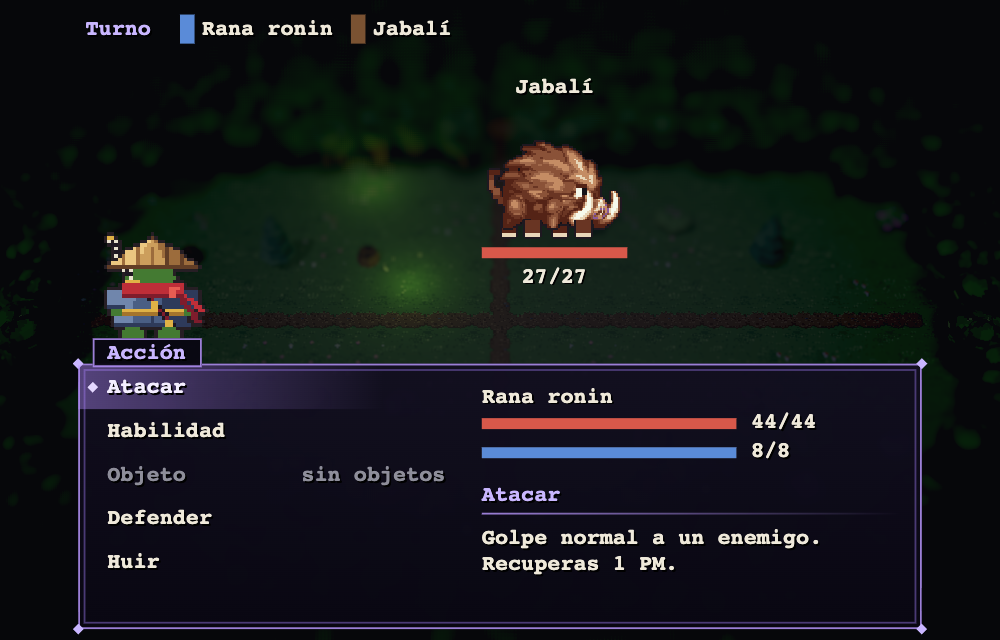 Turno Rana ronin Jabalí
Jabalí
27/27
Acción
Atacar
Habilidad
Objeto sin objetos
Defender
Huir
Rana ronin
44/44
8/8
Atacar
Golpe normal a un enemigo.
Recuperas 1 PM.